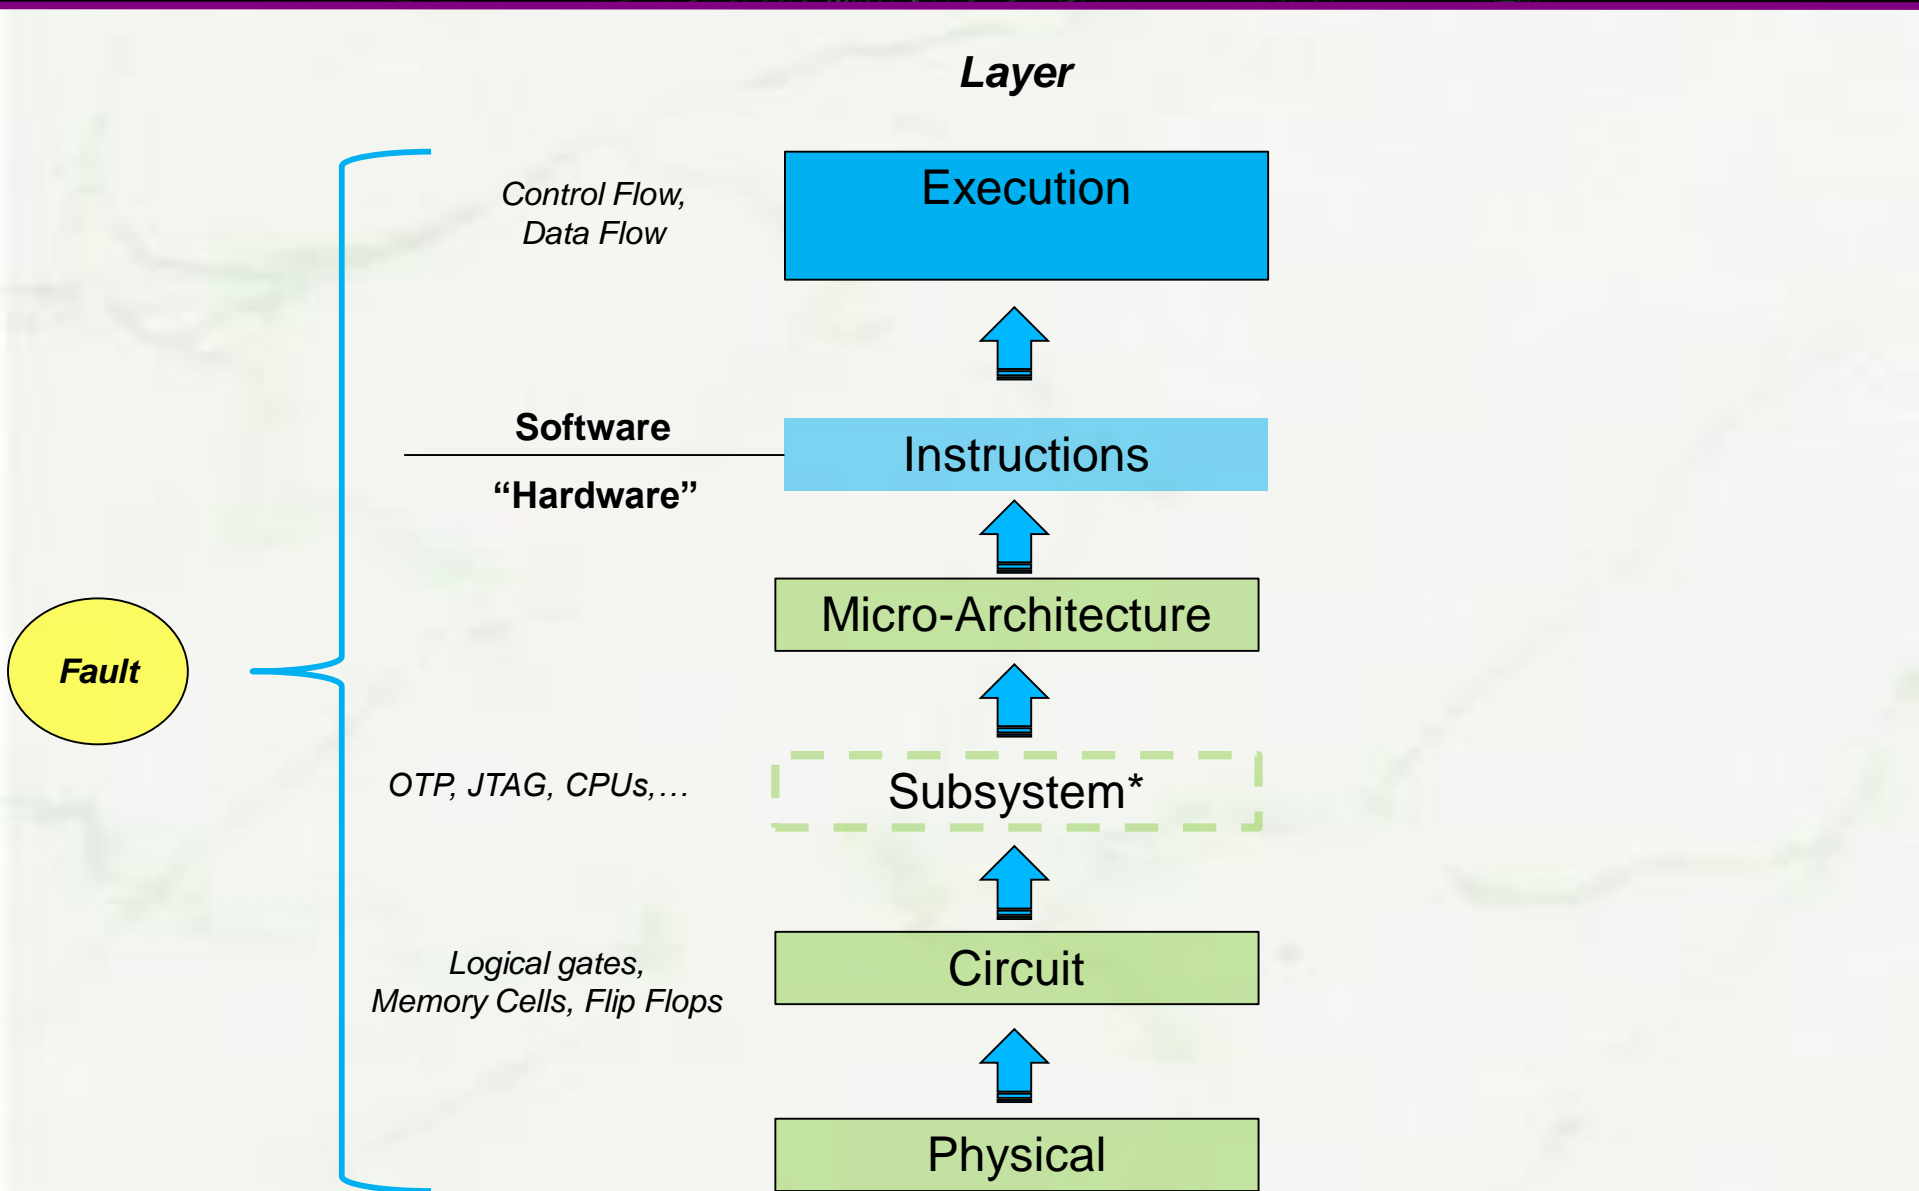 Layer
Control Flow,
Data Flow
Execution
Software
"Hardware"
Instructions
Micro-Architecture
Fault
OTP, JTAG, CPUs,…
Subsystem*
Logical gates,
Memory Cells, Flip Flops
Circuit
Physical